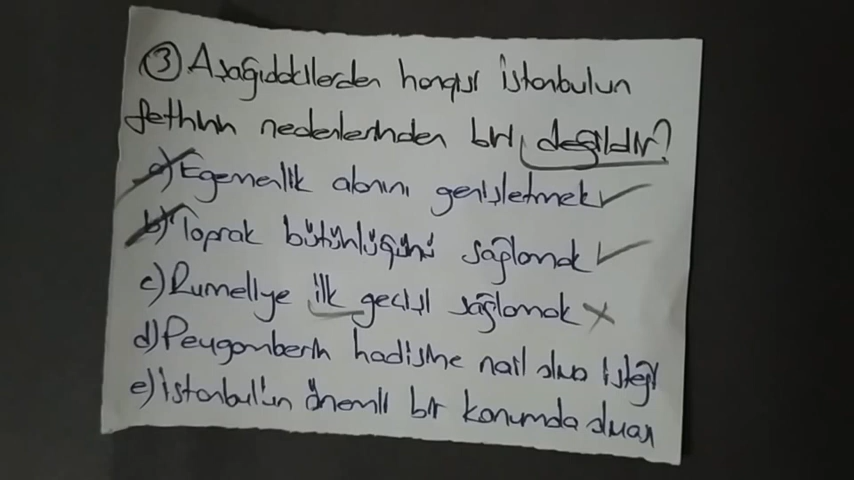 ③ Aşağıdakilerden hangisi İstanbulun
fethinin nedenlerinden biri değildir?
a) Egemenlik alanını genişletmek ✓
b) Toprak bütünlüğünü sağlamak ✓
c) Rumeliye ilk geçişi sağlamak ✗
d) Peygamberin hadisine nail olma isteği
e) İstanbul'un önemli bir konumda olması